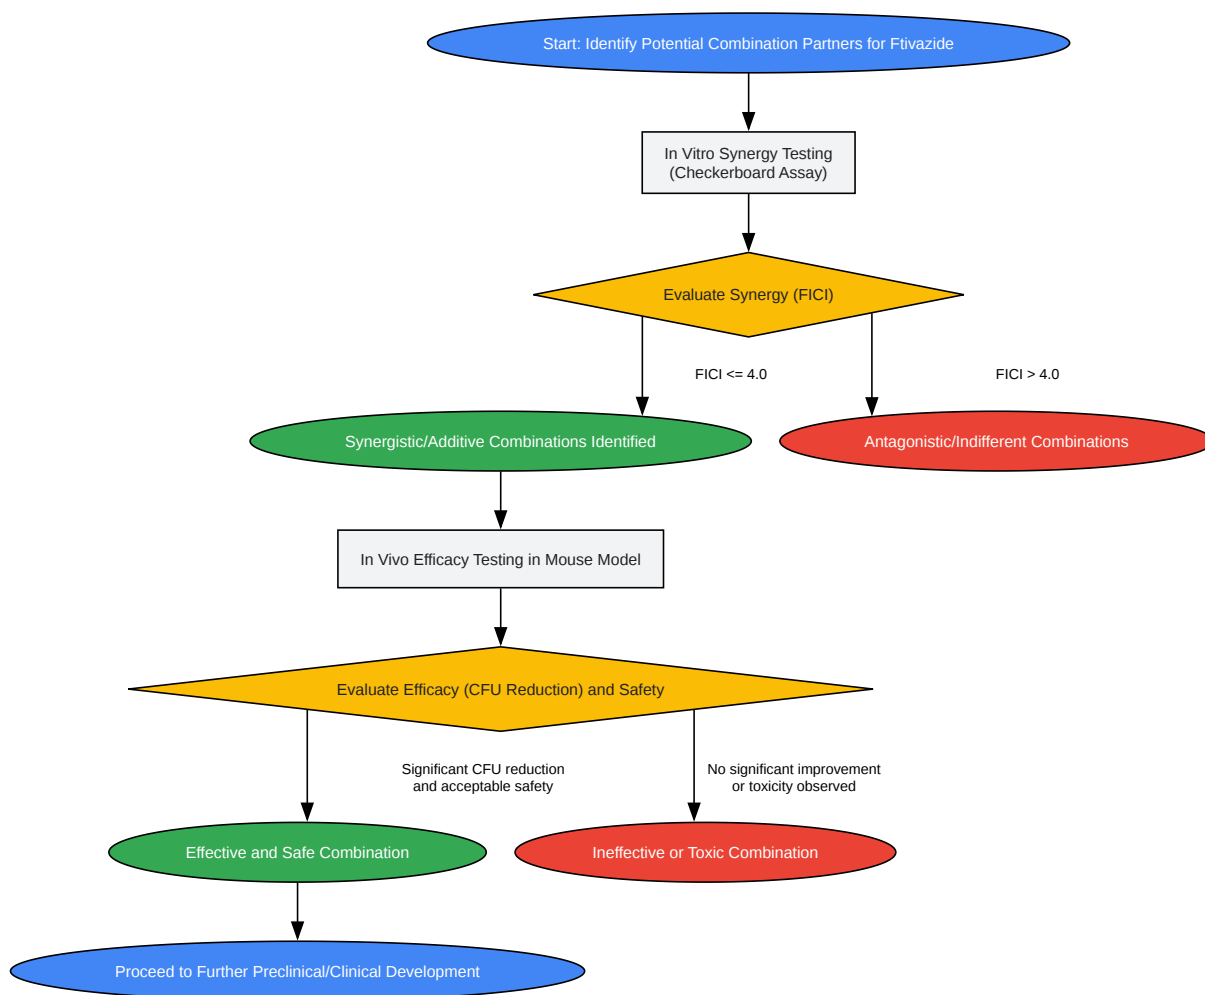 Start: Identify Potential Combination Partners for Ftivazide
In Vitro Synergy Testing
(Checkerboard Assay)
Evaluate Synergy (FICI)
FICI <= 4.0
FICI > 4.0
Synergistic/Additive Combinations Identified
Antagonistic/Indifferent Combinations
In Vivo Efficacy Testing in Mouse Model
Evaluate Efficacy (CFU Reduction) and Safety
Significant CFU reduction
and acceptable safety
No significant improvement
or toxicity observed
Effective and Safe Combination
Ineffective or Toxic Combination
Proceed to Further Preclinical/Clinical Development